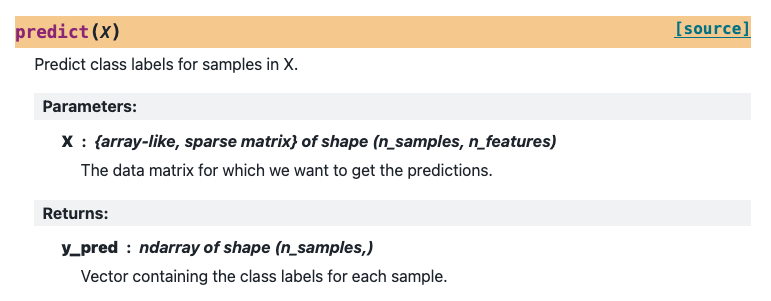 predict(X) [source]
Predict class labels for samples in X.
Parameters:
X : {array-like, sparse matrix} of shape (n_samples, n_features)
The data matrix for which we want to get the predictions.
Returns:
y_pred : ndarray of shape (n_samples,)
Vector containing the class labels for each sample.